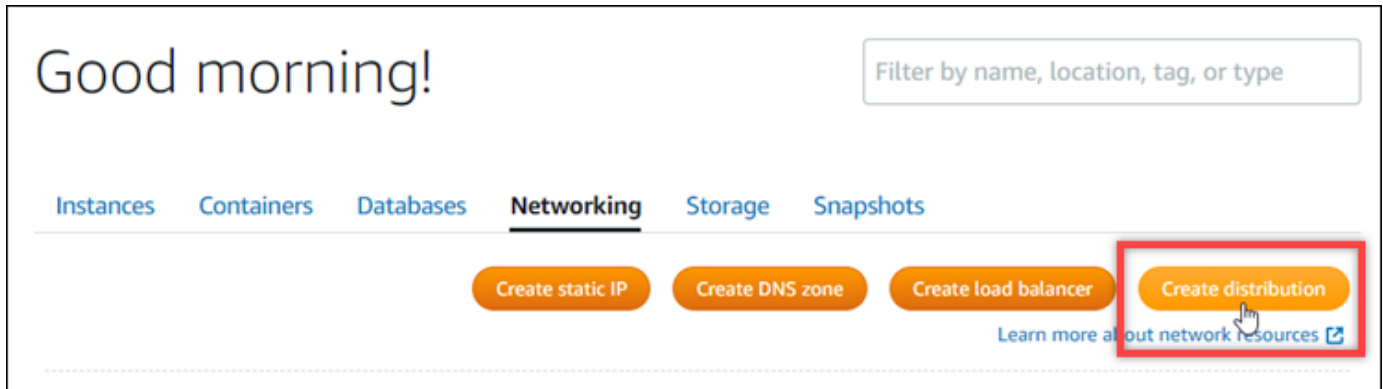 Good morning!
Filter by name, location, tag, or type
Instances Containers Databases Networking Storage Snapshots
Create static IP Create DNS zone Create load balancer Create distribution
Learn more about network resources